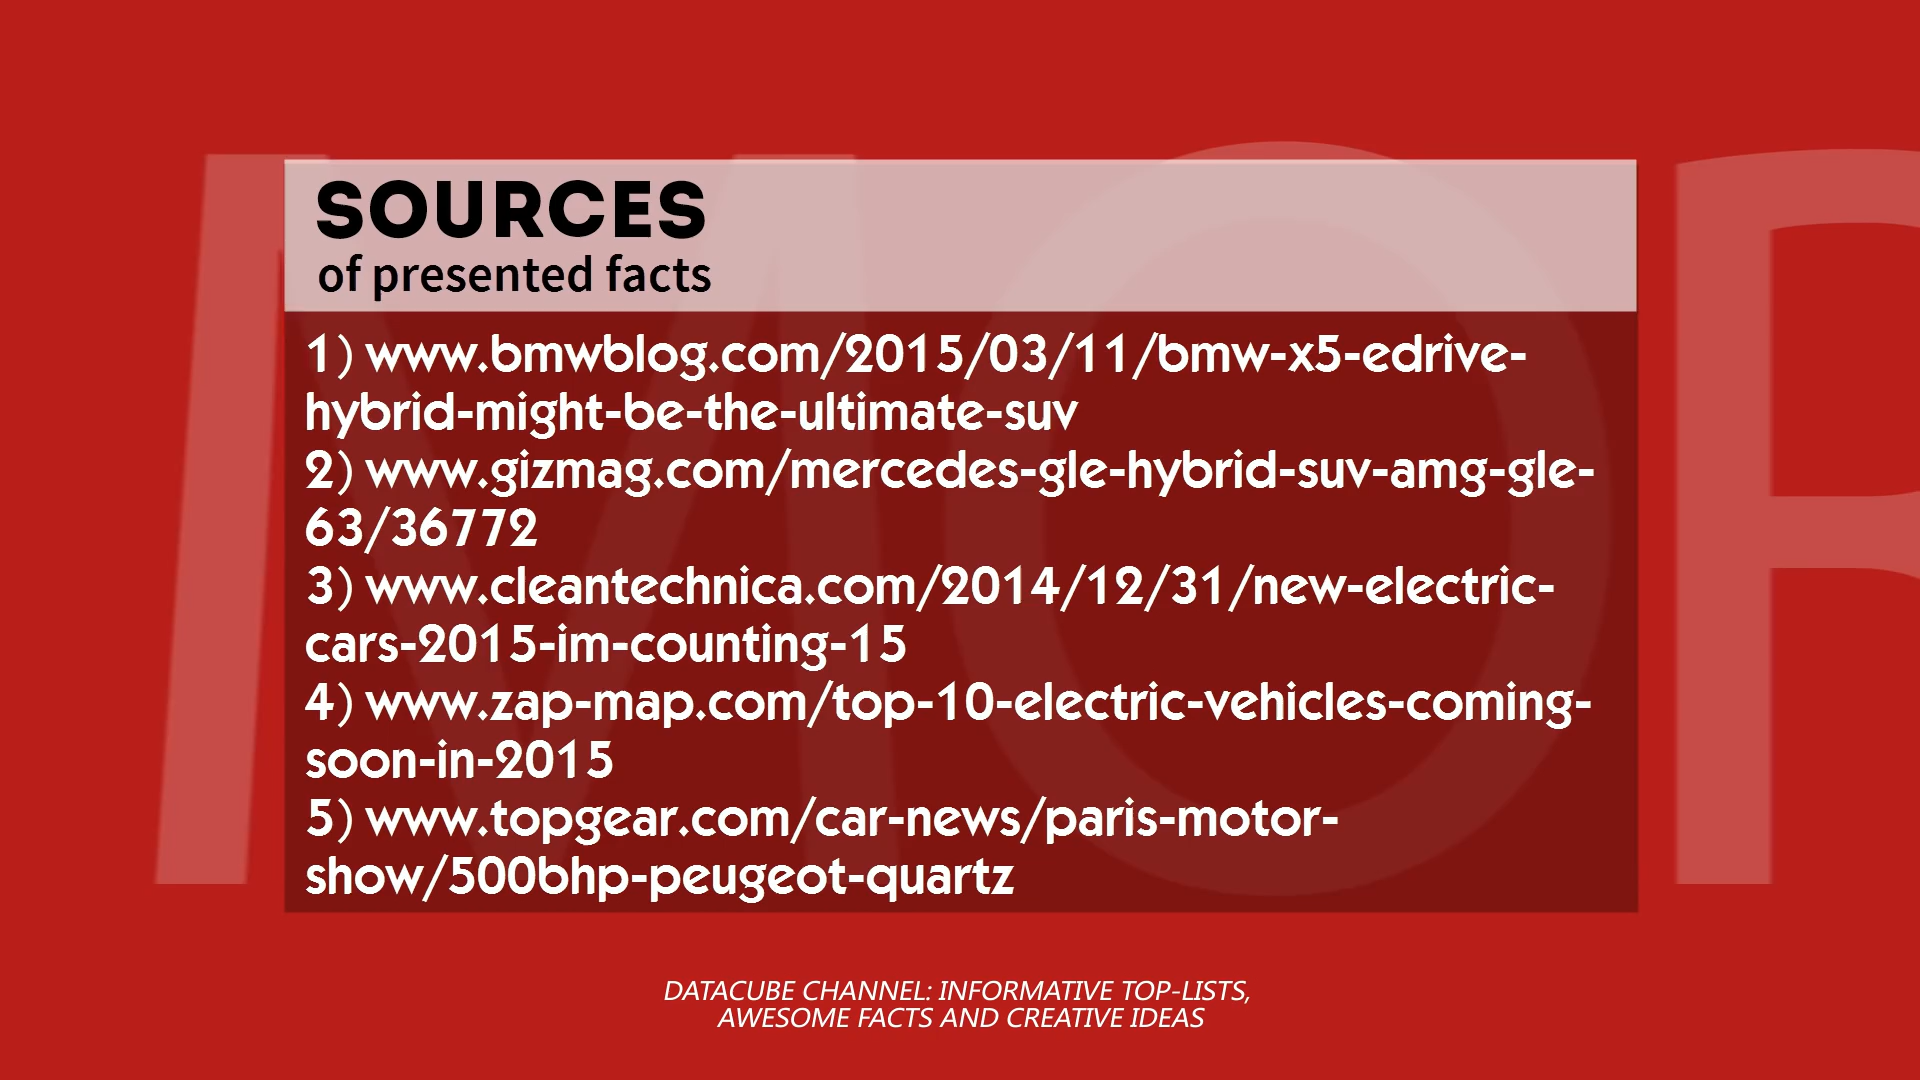 SOURCES
of presented facts
1) www.bmwblog.com/2015/03/11/bmw-x5-edrive-
hybrid-might-be-the-ultimate-suv
2) www.gizmag.com/mercedes-gle-hybrid-suv-amg-gle-
63/36772
3) www.cleantechnica.com/2014/12/31/new-electric-
cars-2015-im-counting-15
4) www.zap-map.com/top-10-electric-vehicles-coming-
soon-in-2015
5) www.topgear.com/car-news/paris-motor-
show/500bhp-peugeot-quartz
DATACUBE CHANNEL: INFORMATIVE TOP-LISTS,
AWESOME FACTS AND CREATIVE IDEAS